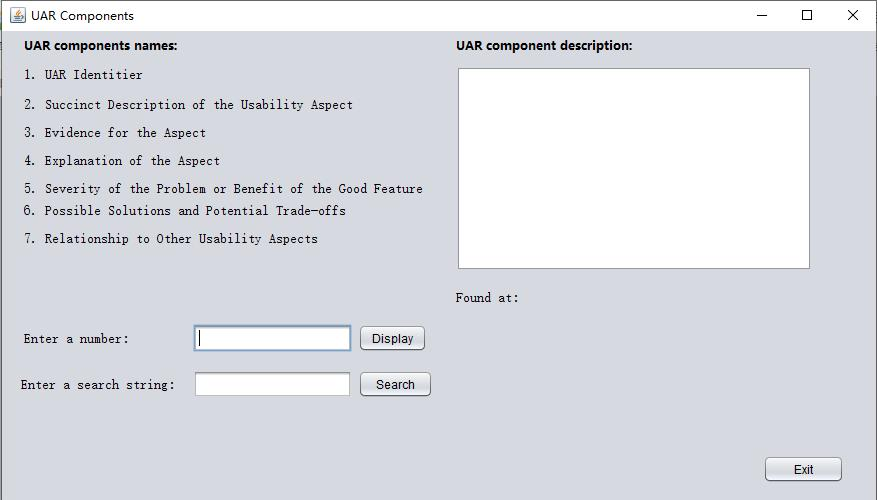 UAR Components
UAR components names:
1. UAR Identitier
2. Succinct Description of the Usability Aspect
3. Evidence for the Aspect
4. Explanation of the Aspect
5. Severity of the Problem or Benefit of the Good Feature
6. Possible Solutions and Potential Trade-offs
7. Relationship to Other Usability Aspects
UAR component description:
Found at:
Enter a number:
Display
Enter a search string:
Search
Exit